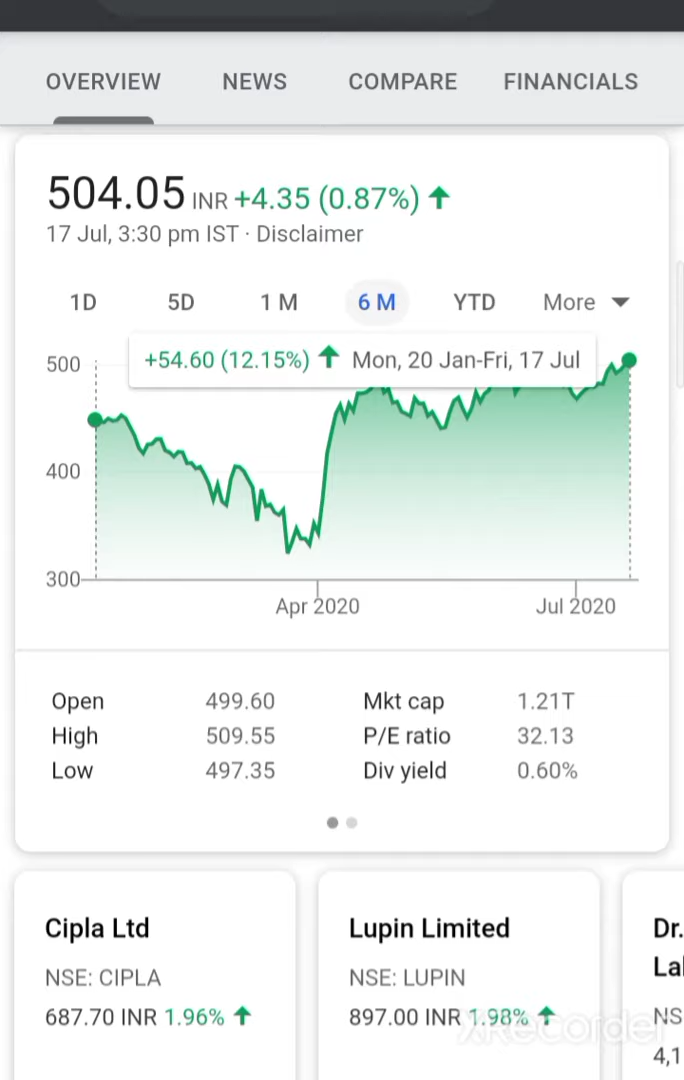 OVERVIEW NEWS COMPARE FINANCIALS
504.05 INR +4.35 (0.87%)
17 Jul, 3:30 pm IST · Disclaimer
1D 5D 1 M 6 M YTD More
+54.60 (12.15%) Mon, 20 Jan-Fri, 17 Jul
500
400
300
Apr 2020 Jul 2020
Open 499.60 Mkt cap 1.21T
High 509.55 P/E ratio 32.13
Low 497.35 Div yield 0.60%
Cipla Ltd
NSE: CIPLA
687.70 INR 1.96%
Lupin Limited
NSE: LUPIN
897.00 INR 1.98%
Dr.
Lal
NS
4,1
XRecorder